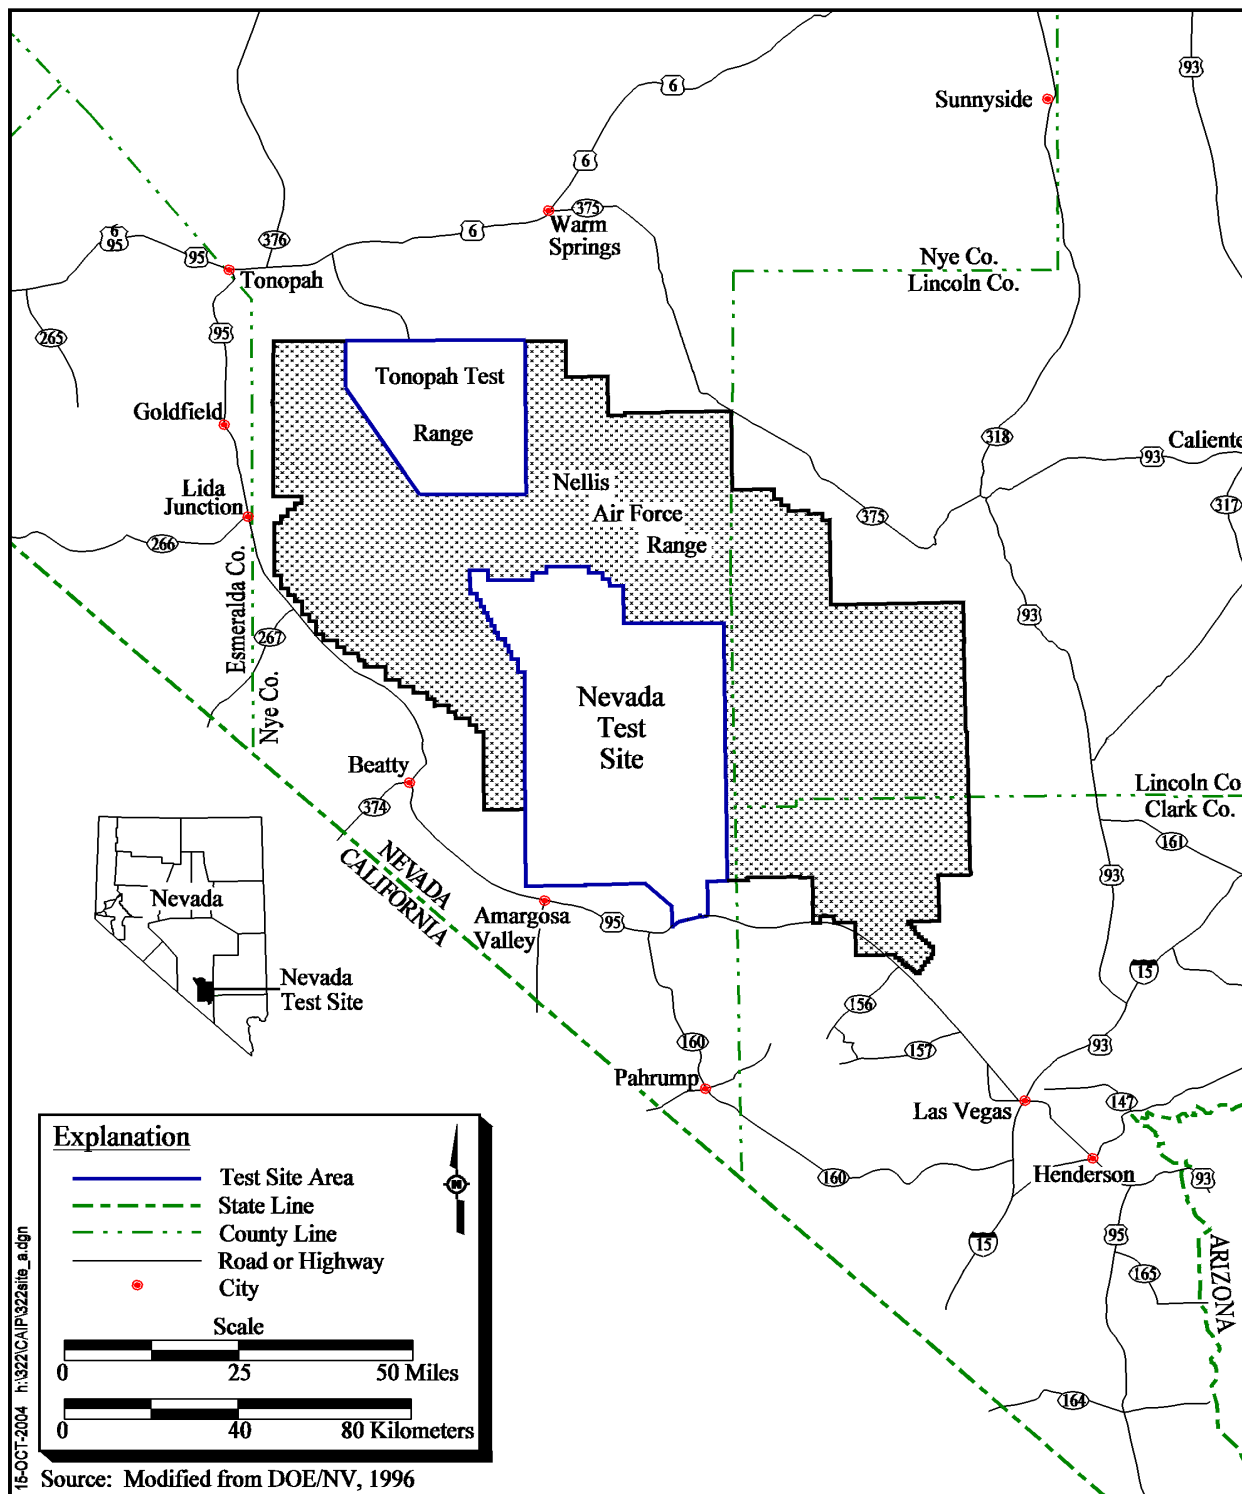 93
6
Sunnyside
6
375
Warm
Springs
6
6
95
95
376
Tonopah
Nye Co.
Lincoln Co.
265
95
Tonopah Test
Range
Goldfield
318
93
Caliente
Lida
Junction
Nellis
Air Force
Range
375
317
266
Esmeralda Co.
Nye Co.
267
93
Nevada
Test
Site
Beatty
374
Lincoln Co.
Clark Co.
161
NEVADA
CALIFORNIA
93
Nevada
Amargosa
Valley
95
15
Nevada
Test Site
156
160
157
93
Pahrump
Las Vegas
147
160
Henderson
93
95
15
165
ARIZONA
164
Explanation
N
Test Site Area
State Line
County Line
Road or Highway
City
Scale
0 25 50 Miles
0 40 80 Kilometers
15-OCT-2004 h:\322\CAIP\322site_a.dgn
Source: Modified from DOE/NV, 1996